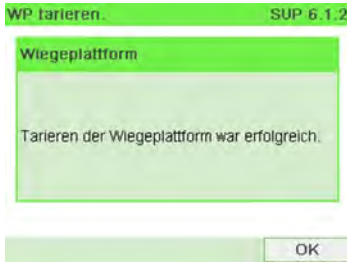 WP tarieren. SUP 6.1.2
Wiegeplattform
Tarieren der Wiegeplattform war erfolgreich.
OK